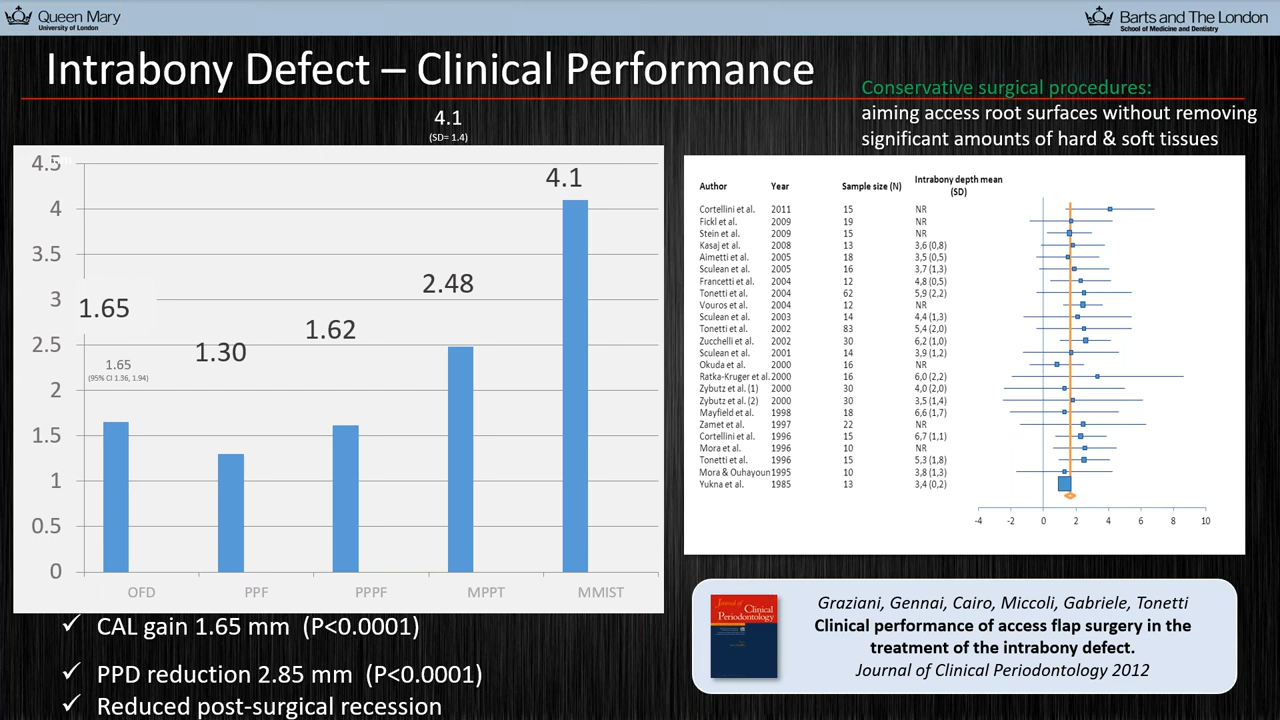 Queen Mary
University of London
Barts and The London
School of Medicine and Dentistry
Intrabony Defect – Clinical Performance
Conservative surgical procedures:
aiming access root surfaces without removing
significant amounts of hard & soft tissues
4.1
(SD= 1.4)
4.5
4
3.5
3
2.5
2
1.5
1
0.5
0
1.65
1.65
(95% CI 1.36, 1.94)
1.30
1.62
2.48
4.1
OFD PPF PPPF MPPT MMIST
CAL gain 1.65 mm (P<0.0001)
✓ PPD reduction 2.85 mm (P<0.0001)
✓ Reduced post-surgical recession
Author Year Sample size (N) Intrabony depth mean
(SD)
Cortellini et al. 2011 15 NR
Fickl et al. 2009 19 NR
Stein et al. 2009 15 NR
Kasaj et al. 2008 13 3,6 (0,8)
Aimetti et al. 2005 18 3,5 (0,5)
Sculean et al. 2005 16 3,7 (1,3)
Francetti et al. 2004 12 4,8 (0,5)
Tonetti et al. 2004 62 5,9 (2,2)
Vouros et al. 2004 12 NR
Sculean et al. 2003 14 4,4 (1,3)
Tonetti et al. 2002 83 5,4 (2,0)
Zucchelli et al. 2002 30 6,2 (1,0)
Sculean et al. 2001 14 3,9 (1,2)
Okuda et al. 2000 16 NR
Ratka-Kruger et al. 2000 16 6,0 (2,2)
Zybutz et al. (1) 2000 30 4,0 (2,0)
Zybutz et al. (2) 2000 30 3,5 (1,4)
Mayfield et al. 1998 18 6,6 (1,7)
Zamet et al. 1997 22 NR
Cortellini et al. 1996 15 6,7 (1,1)
Mora et al. 1996 10 NR
Tonetti et al. 1996 15 5,3 (1,8)
Mora & Ouhayoun 1995 10 3,8 (1,3)
Yukna et al. 1985 13 3,4 (0,2)
-4 -2 0 2 4 6 8 10
Journal of
Clinical
Periodontology
Graziani, Gennai, Cairo, Miccoli, Gabriele, Tonetti
Clinical performance of access flap surgery in the
treatment of the intrabony defect.
Journal of Clinical Periodontology 2012